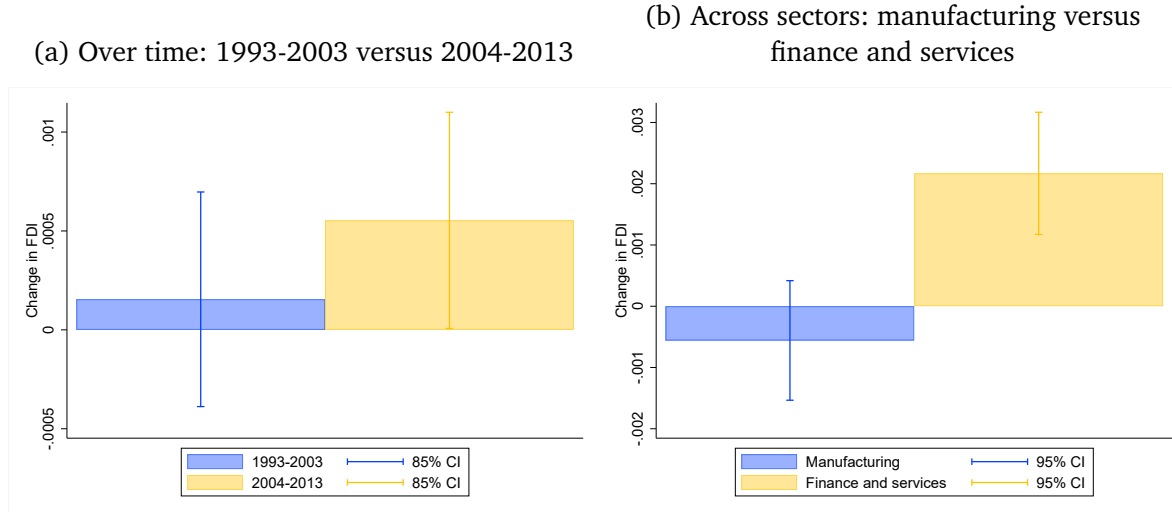 (a) Over time: 1993-2003 versus 2004-2013
Change in FDI
.001
.0005
0
-.0005
1993-2003
85% CI
2004-2013
85% CI
(b) Across sectors: manufacturing versus
finance and services
Change in FDI
.003
.002
.001
0
-.001
-.002
Manufacturing
95% CI
Finance and services
95% CI